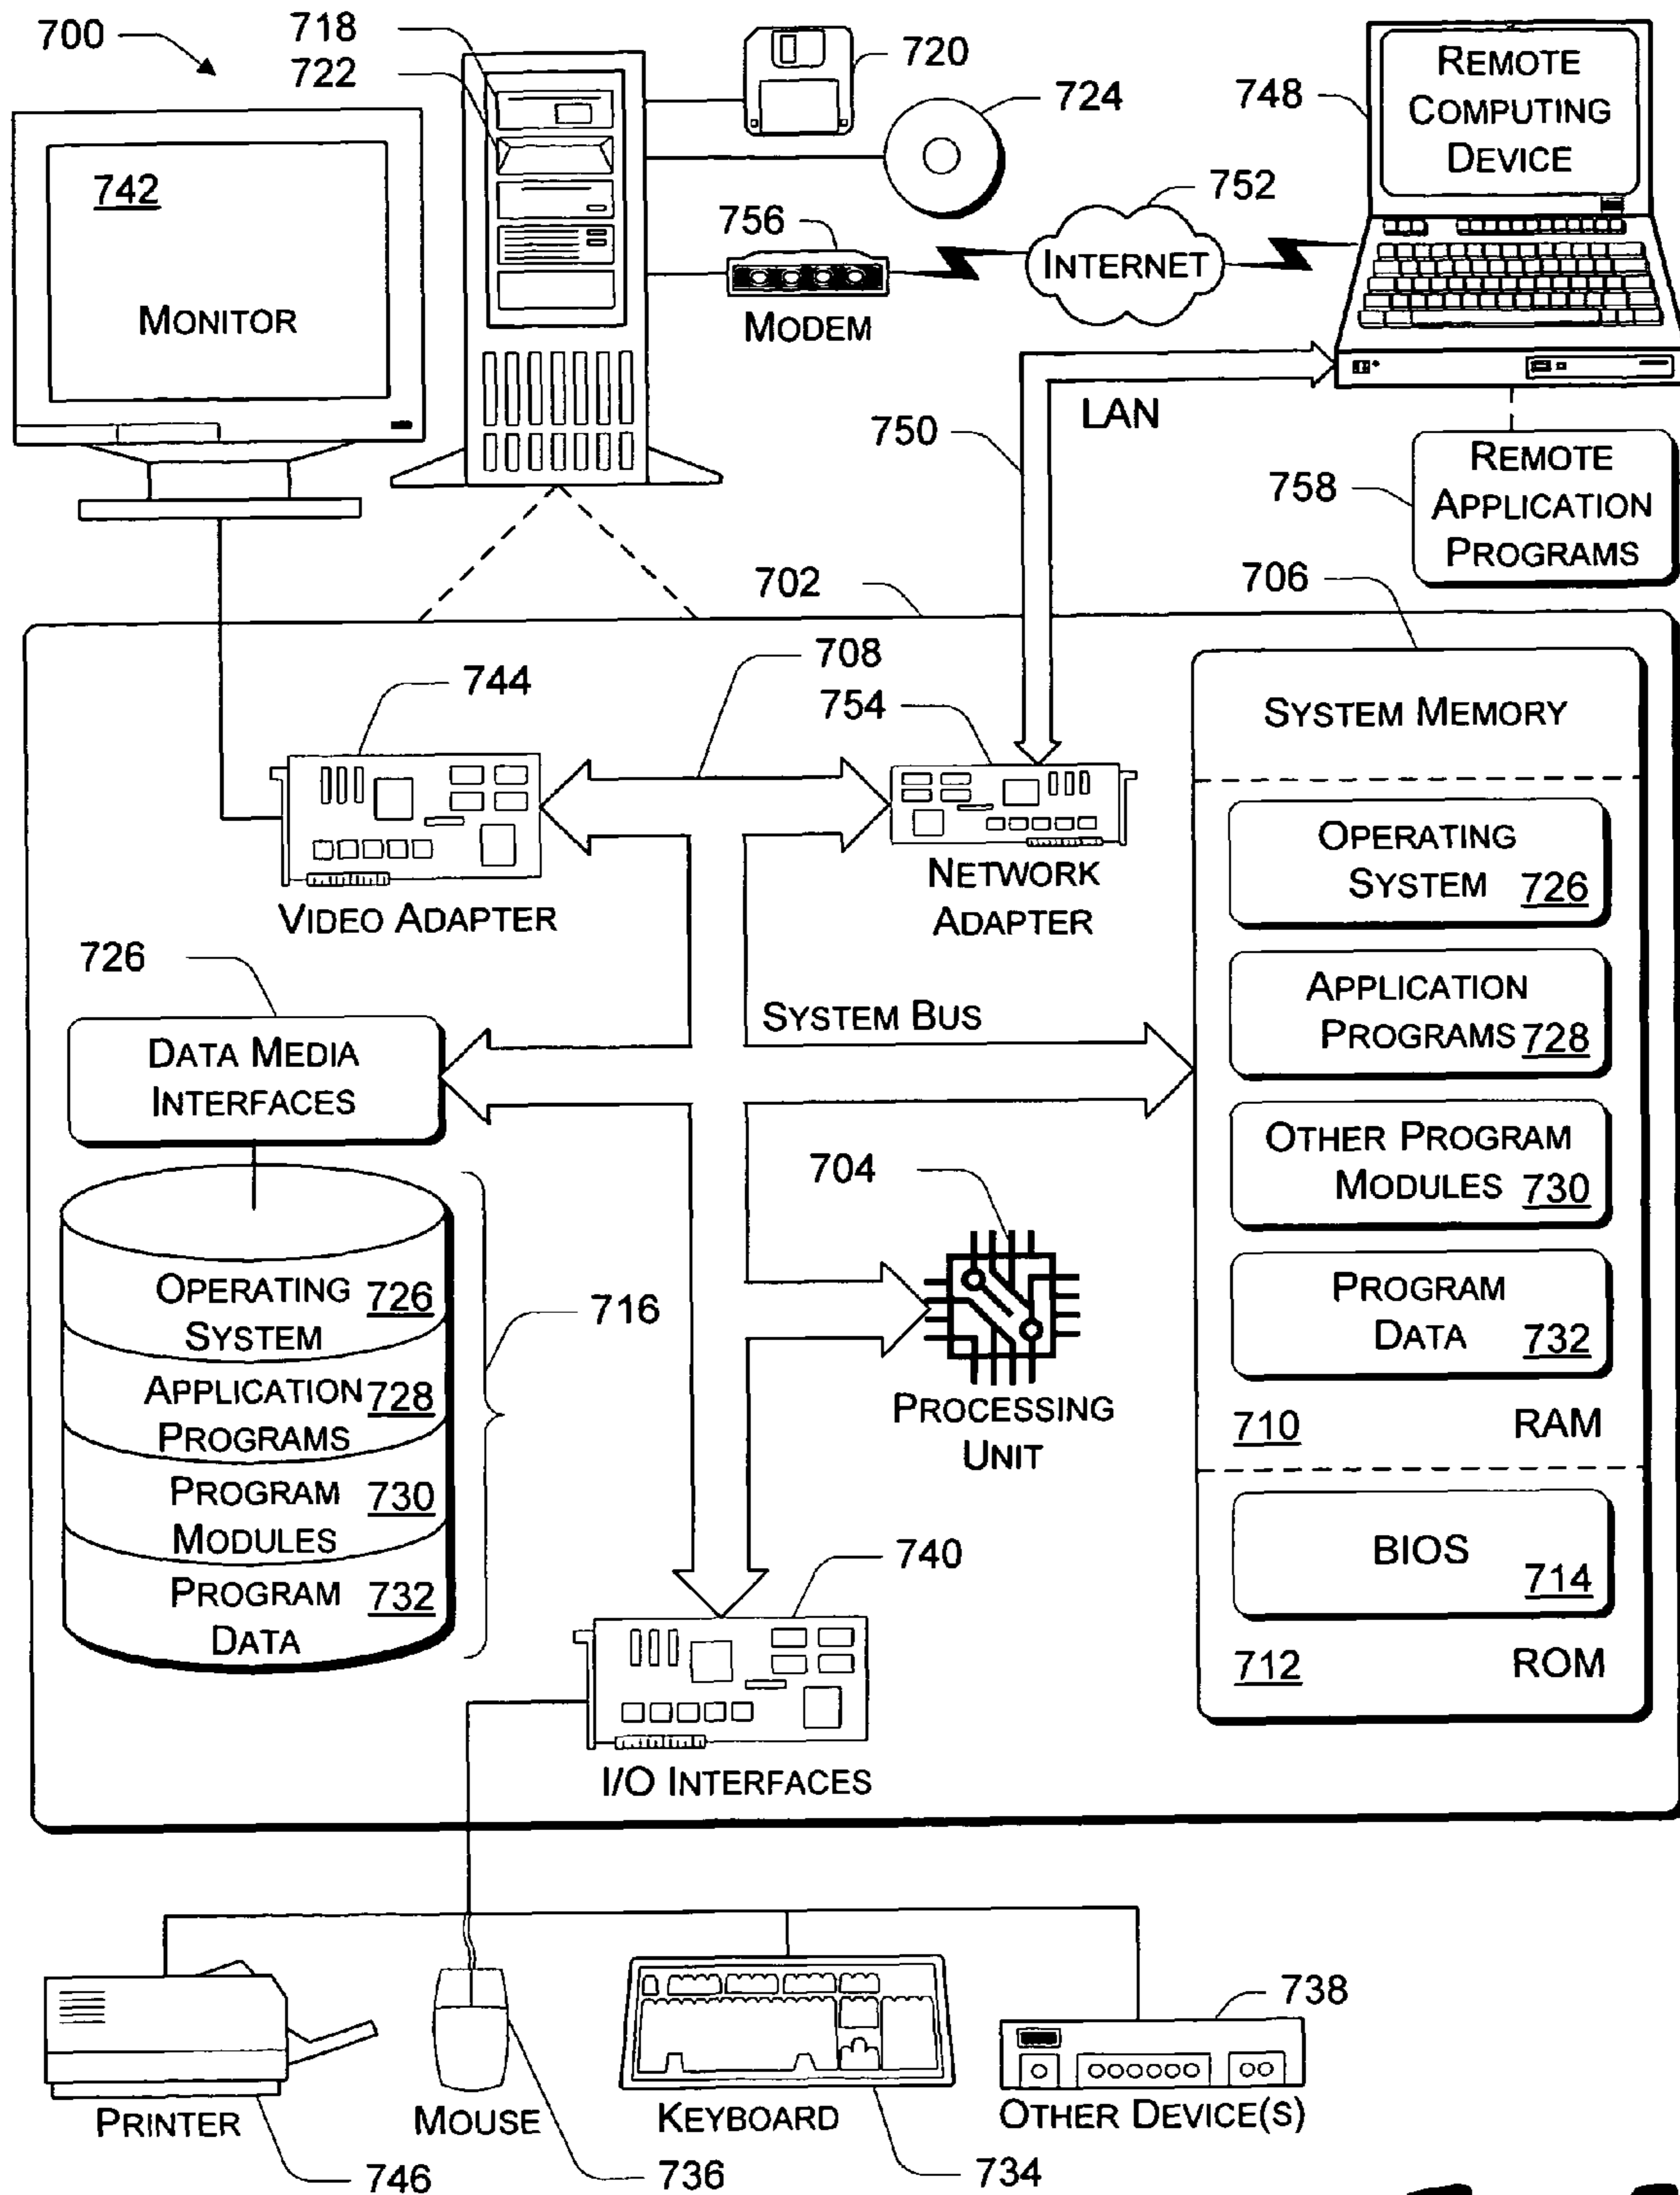 700
718
722
720
724
748
REMOTE
COMPUTING
DEVICE
742
MONITOR
756
MODEM
752
INTERNET
LAN
750
758
REMOTE
APPLICATION
PROGRAMS
702
706
708
744
754
VIDEO ADAPTER
NETWORK
ADAPTER
SYSTEM MEMORY
OPERATING
SYSTEM 726
APPLICATION
PROGRAMS 728
OTHER PROGRAM
MODULES 730
PROGRAM
DATA 732
710 RAM
BIOS
714
712 ROM
726
DATA MEDIA
INTERFACES
SYSTEM BUS
704
PROCESSING
UNIT
OPERATING 726
SYSTEM
APPLICATION 728
PROGRAMS
PROGRAM 730
MODULES
PROGRAM 732
DATA
716
740
I/O INTERFACES
PRINTER
746
MOUSE
736
KEYBOARD
734
738
OTHER DEVICE(S)